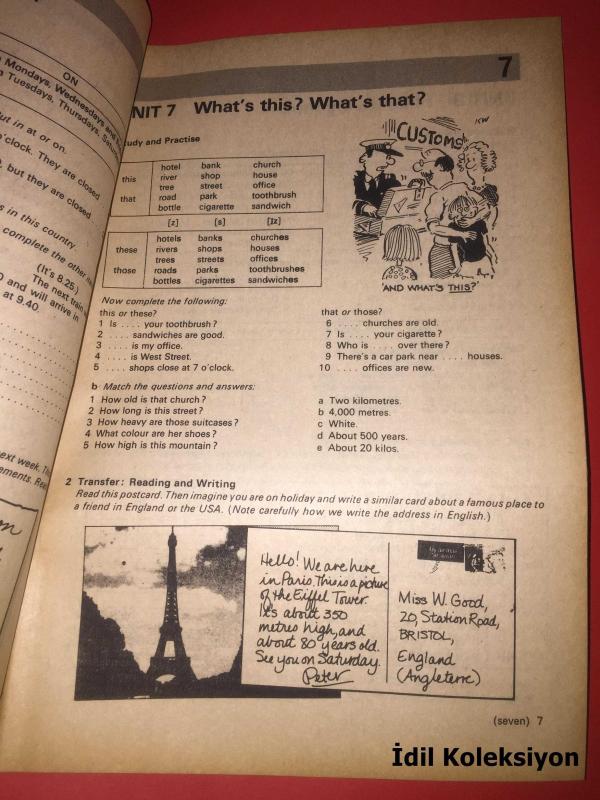 ON
Mondays, Wednesdays and
Tuesdays, Thursdays,
in at or on.
o'clock. They are closed
but they are closed
in this country
complete the other
(It's 8.25.)
The next train
and will arrive
at 9.40.
next week.
7
NIT 7 What's this? What's that?
udy and Practise
this
that
hotel bank church
river shop house
tree street office
road park toothbrush
bottle cigarette sandwich
[z] [s] [ɪz]
these
those
hotels banks churches
rivers shops houses
trees streets offices
roads parks toothbrushes
bottles cigarettes sandwiches
CUSTOMS
'AND WHAT'S THIS?'
Now complete the following:
this or these?
1 Is .... your toothbrush?
2 .... sandwiches are good.
3 .... is my office.
4 .... is West Street.
5 .... shops close at 7 o'clock.
that or those?
6 .... churches are old.
7 Is .... your cigarette?
8 Who is .... over there?
9 There's a car park near .... houses.
10 .... offices are new.
b Match the questions and answers:
1 How old is that church?
2 How long is this street?
3 How heavy are those suitcases?
4 What colour are her shoes?
5 How high is this mountain?
a Two kilometres.
b 4,000 metres.
c White.
d About 500 years.
e About 20 kilos.
2 Transfer: Reading and Writing
Read this postcard. Then imagine you are on holiday and write a similar card about a famous place to
a friend in England or the USA. (Note carefully how we write the address in English.)
Hello! We are here
in Paris. This is a picture
of the Eiffel Tower.
It's about 350
metres high, and
about 80 years old.
See you on Saturday.
Peter
Miss W. Good,
20, Station Road,
BRISTOL,
England
(Angleterre)
(seven) 7
İdil Koleksiyon